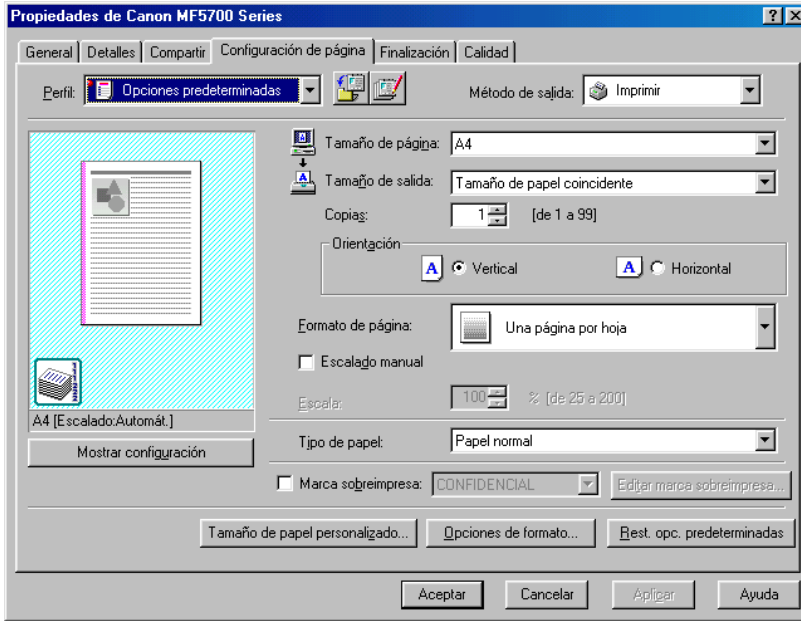 Propiedades de Canon MF5700 Series
General Detalles Compartir Configuración de página Finalización Calidad
Perfil: Opciones predeterminadas Método de salida: Imprimir
Tamaño de página: A4
Tamaño de salida: Tamaño de papel coincidente
Copias: 1 [de 1 a 99]
Orientación
A Vertical A Horizontal
Formato de página: Una página por hoja
Escalado manual
Escala: 100 % [de 25 a 200]
A4 [Escalado:Automát.]
Mostrar configuración
Tipo de papel: Papel normal
Marca sobreimpresa: CONFIDENCIAL Editar marca sobreimpresa...
Tamaño de papel personalizado... Opciones de formato... Rest. opc. predeterminadas
Aceptar Cancelar Aplicar Ayuda